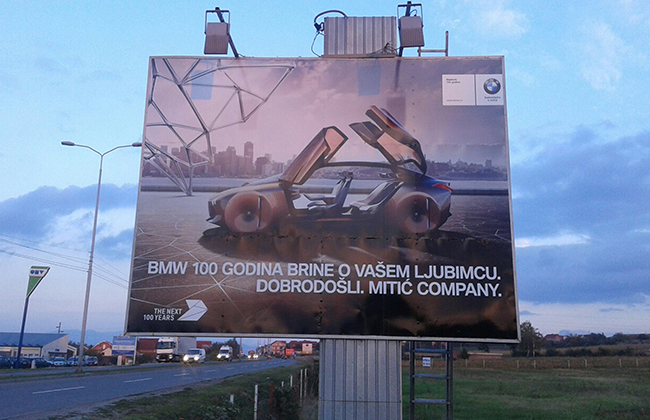 BMW 100 GODINA BRINE O VAŠEM LJUBIMCU.
DOBRODOŠLI. MITIĆ COMPANY.
THE NEXT
100 YEARS